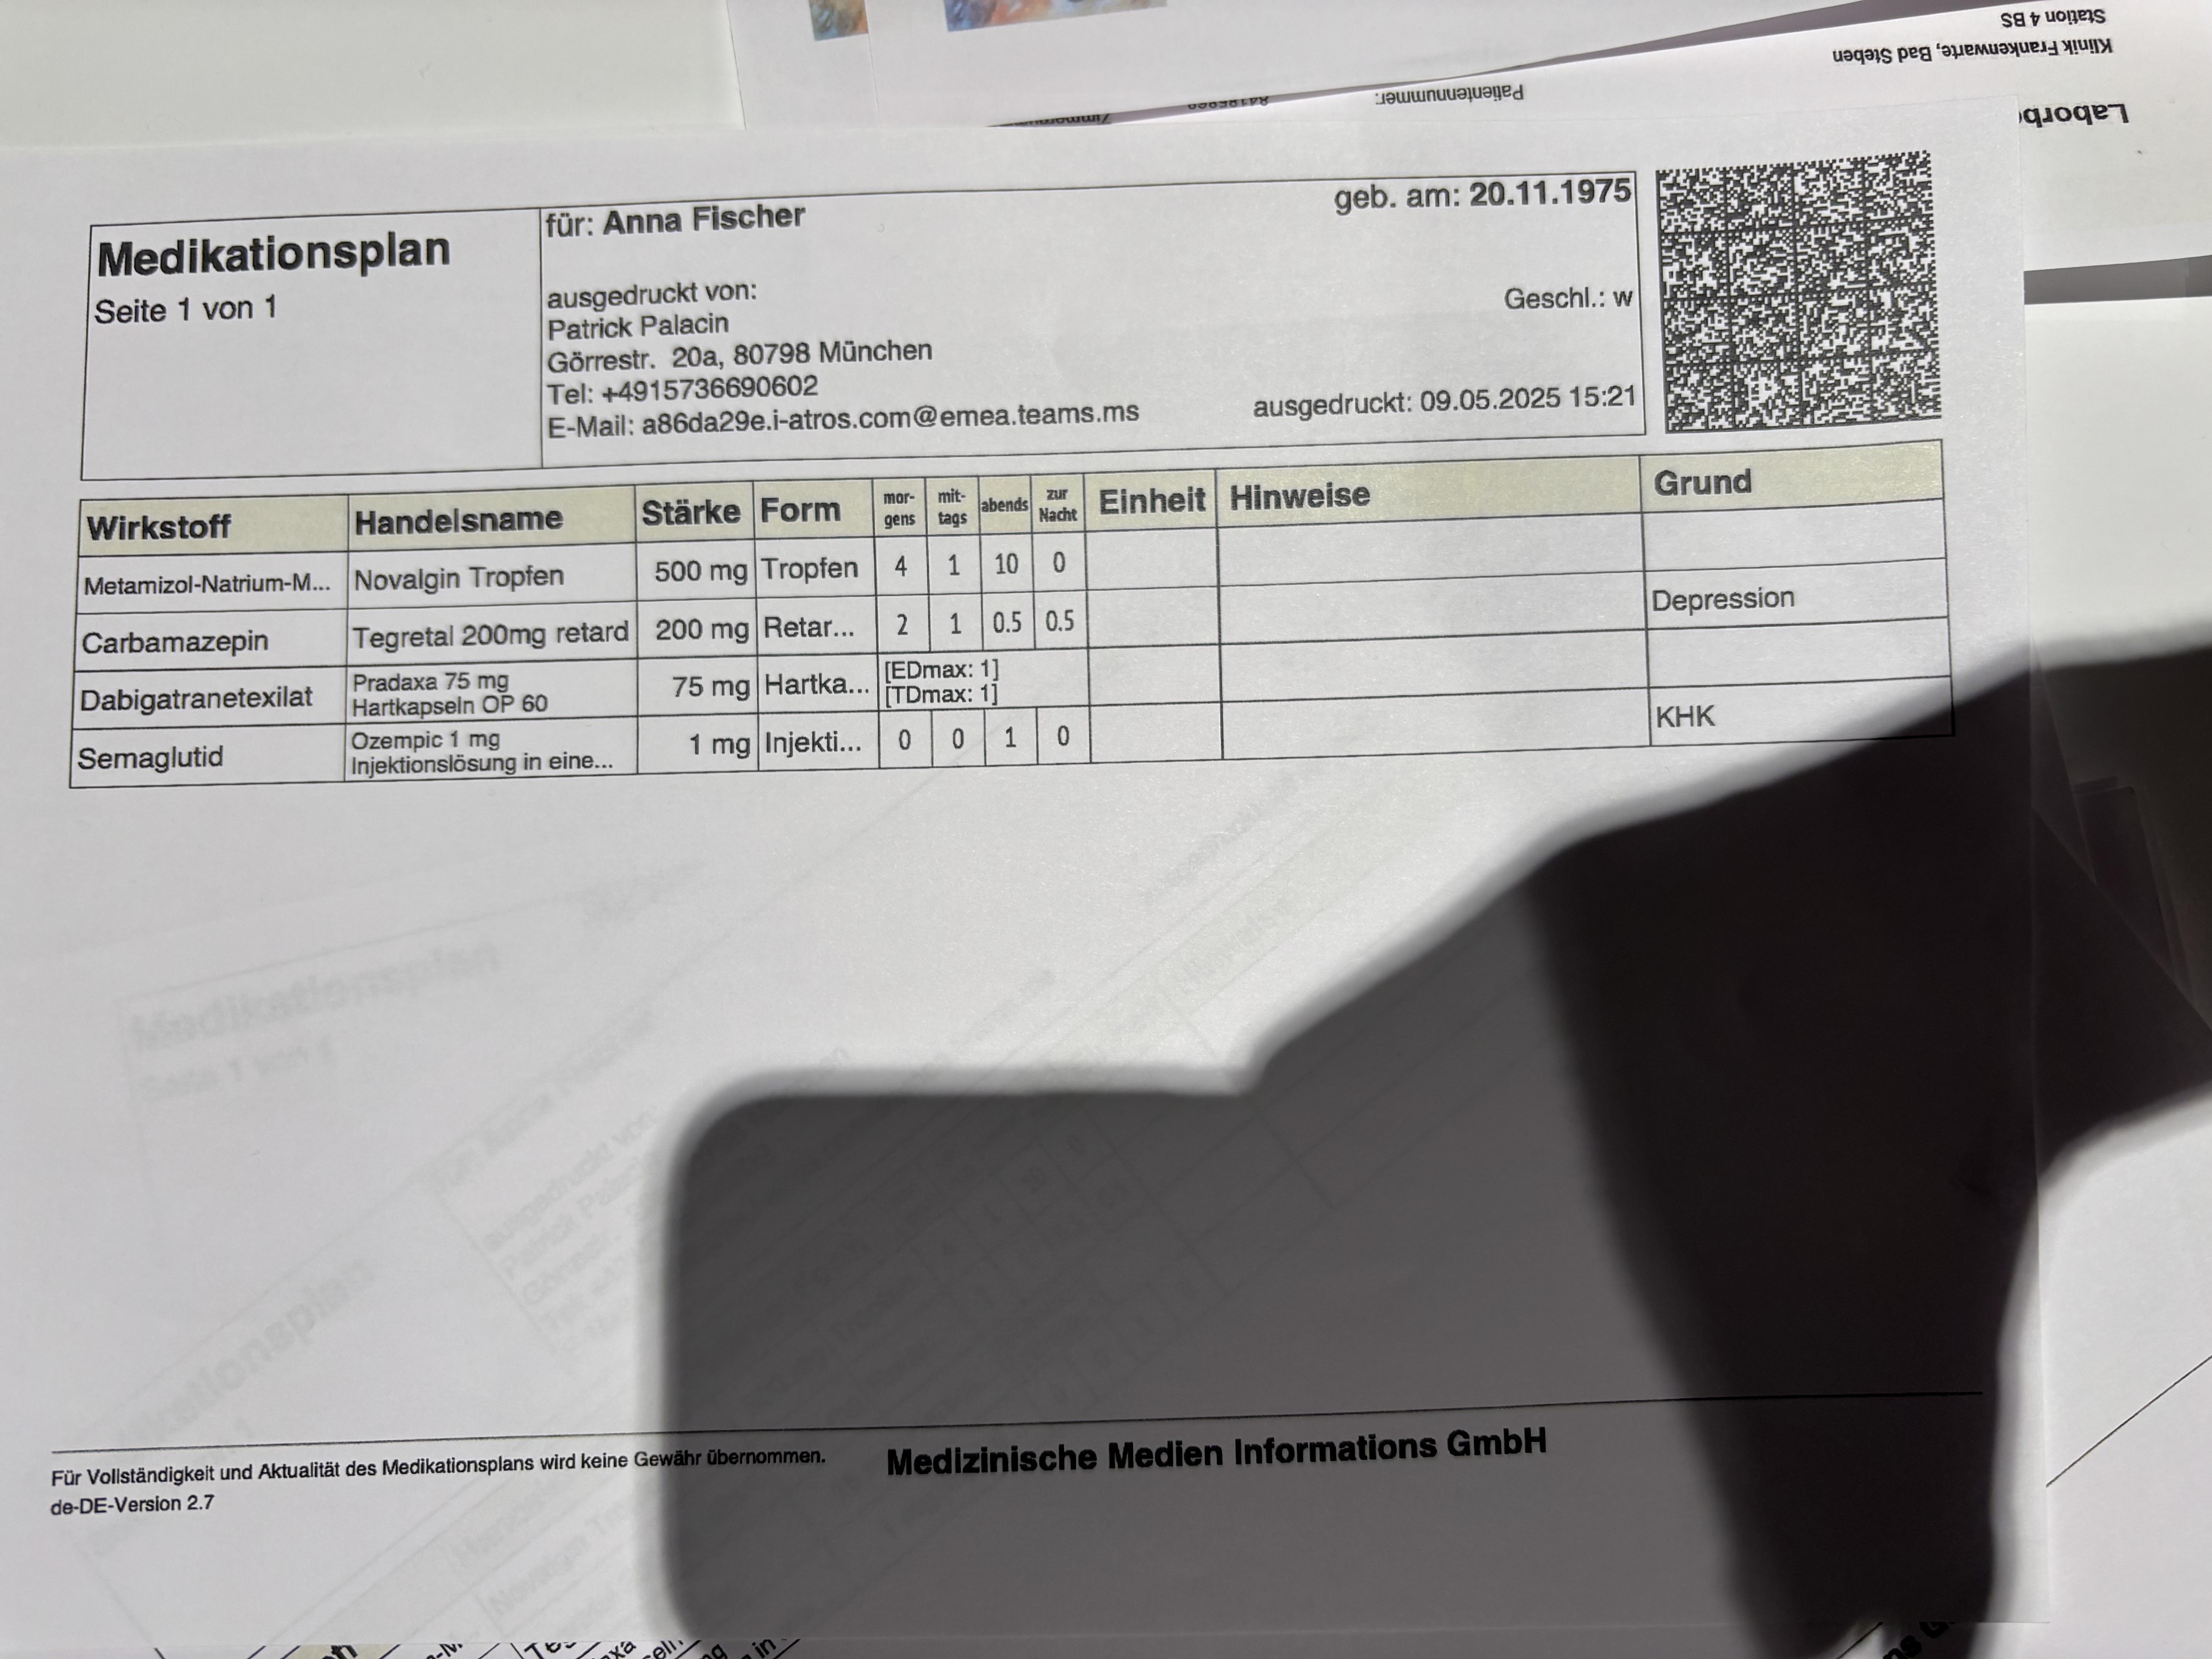 Medikationsplan
Seite 1 von 1
für: Anna Fischer
geb. am: 20.11.1975
ausgedruckt von:
Patrick Palacin
Geschl.: w
Görrestr. 20a, 80798 München
Tel: +4915736690602
E-Mail: a86da29e.i-atros.com@emea.teams.ms
ausgedruckt: 09.05.2025 15:21
Wirkstoff Handelsname Stärke Form mor-gens mit-tags abends zur Nacht Einheit Hinweise Grund
Metamizol-Natrium-M... Novalgin Tropfen 500 mg Tropfen 4 1 10 0
Carbamazepin Tegretal 200mg retard 200 mg Retar... 2 1 0.5 0.5 Depression
Dabigatranetexilat Pradaxa 75 mg Hartkapseln OP 60 75 mg Hartka... [EDmax: 1] [TDmax: 1]
Semaglutid Ozempic 1 mg Injektionslösung in eine... 1 mg Injekti... 0 0 1 0 KHK
Für Vollständigkeit und Aktualität des Medikationsplans wird keine Gewähr übernommen.
de-DE-Version 2.7
Medizinische Medien Informations GmbH
Patientennummer:
Klinik Frankenwarte, Bad Steben
Station 4 BS